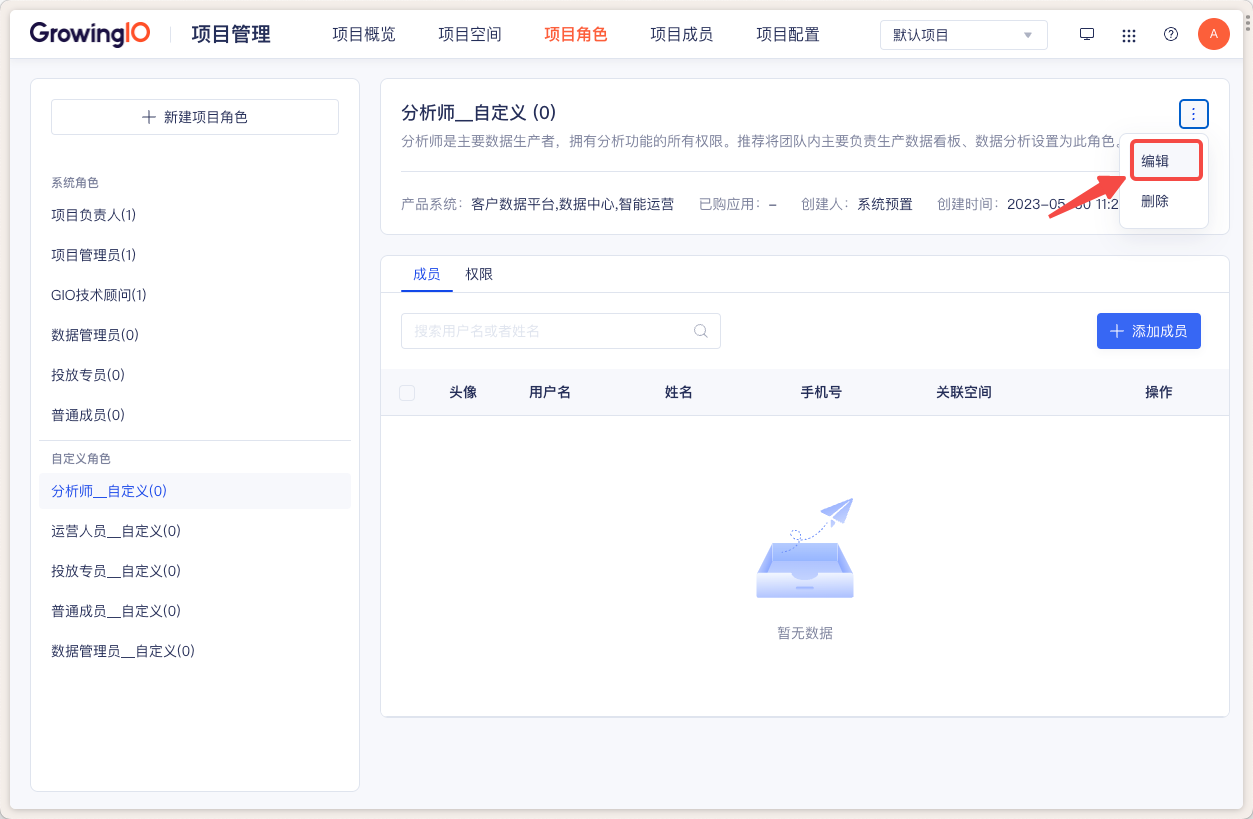 GrowingIO 项目管理 项目概览 项目空间 项目角色 项目成员 项目配置 默认项目 A
新建项目角色
系统角色
项目负责人(1)
项目管理员(1)
GIO技术顾问(1)
数据管理员(0)
投放专员(0)
普通成员(0)
自定义角色
分析师__自定义(0)
运营人员__自定义(0)
投放专员__自定义(0)
普通成员__自定义(0)
数据管理员__自定义(0)
分析师__自定义 (0)
分析师是主要数据生产者，拥有分析功能的所有权限。推荐将团队内主要负责生产数据看板、数据分析设置为此角色。
编辑
删除
产品系统： 客户数据平台,数据中心,智能运营 已购应用： – 创建人： 系统预置 创建时间： 2023-05-30 11:2
成员 权限
搜索用户名或者姓名
添加成员
头像 用户名 姓名 手机号 关联空间 操作
暂无数据